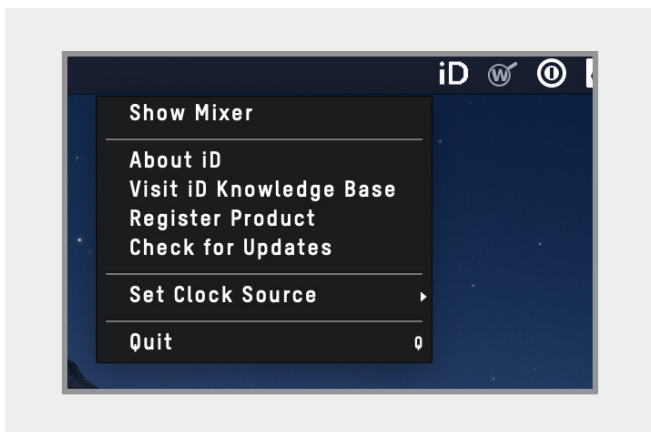 iD
Show Mixer
About iD
Visit iD Knowledge Base
Register Product
Check for Updates
Set Clock Source
Quit Q